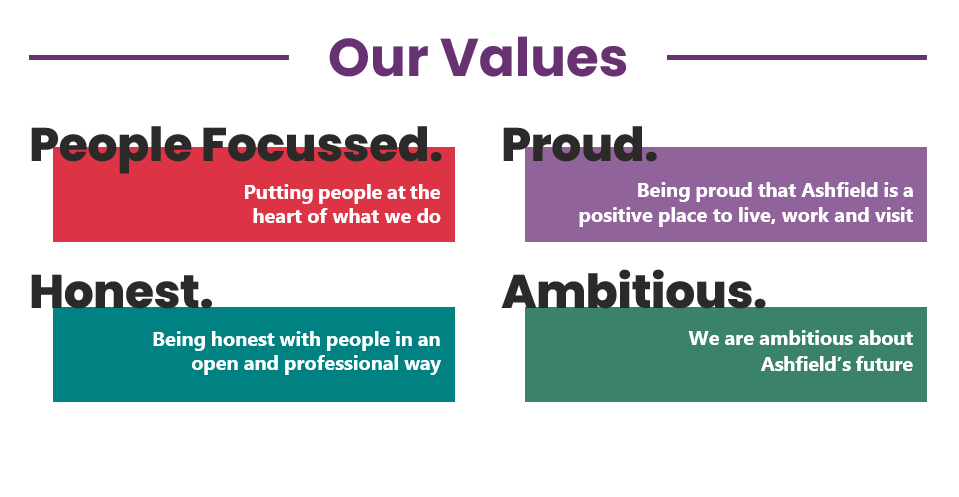 Our Values
People Focussed.
Putting people at the
heart of what we do
Proud.
Being proud that Ashfield is a
positive place to live, work and visit
Honest.
Being honest with people in an
open and professional way
Ambitious.
We are ambitious about
Ashfield’s future